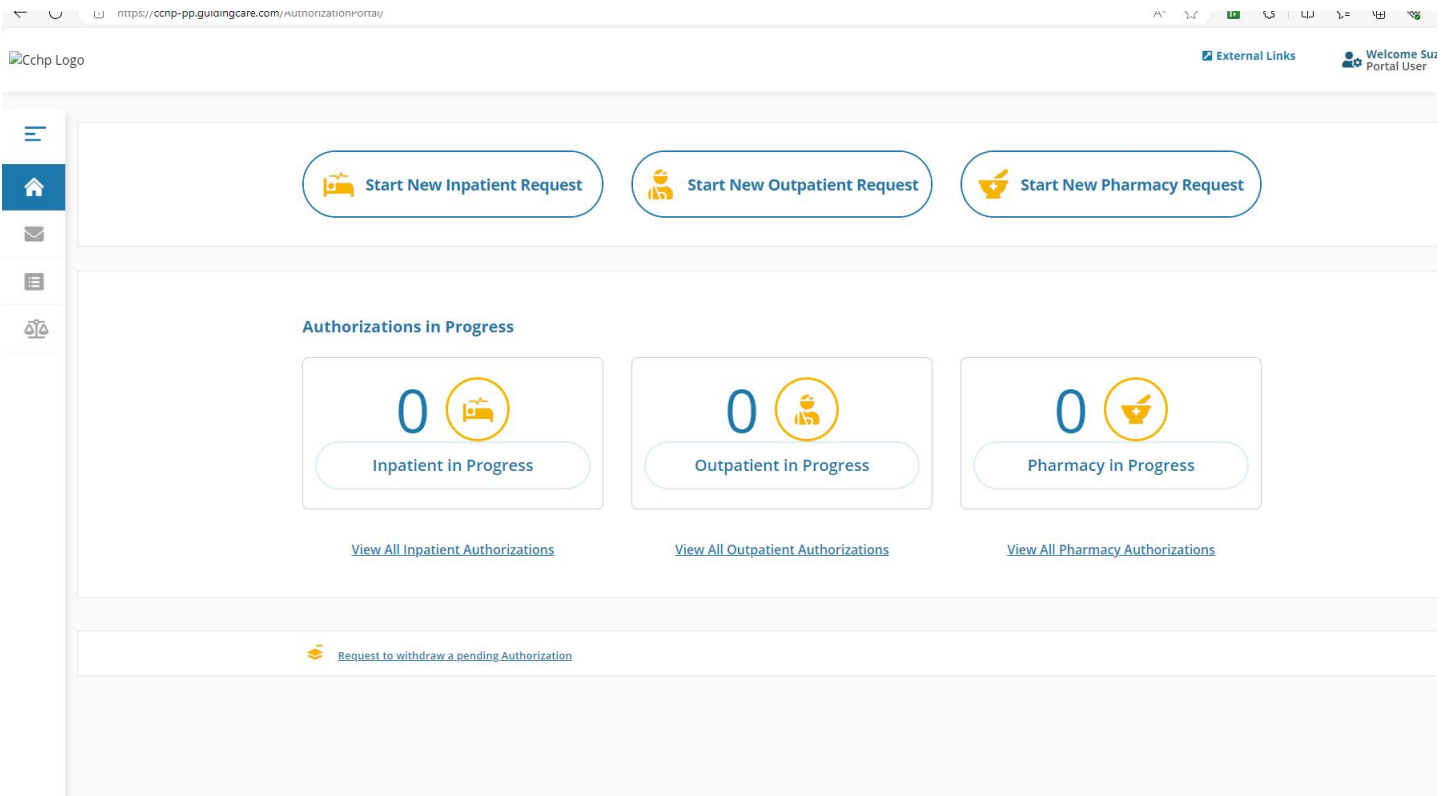 https://cchp-pp.guidingcare.com/AuthorizationPortal/
Cchp Logo
External Links
Welcome Suz
Portal User
Start New Inpatient Request
Start New Outpatient Request
Start New Pharmacy Request
Authorizations in Progress
0
0
0
Inpatient in Progress
Outpatient in Progress
Pharmacy in Progress
View All Inpatient Authorizations
View All Outpatient Authorizations
View All Pharmacy Authorizations
Request to withdraw a pending Authorization